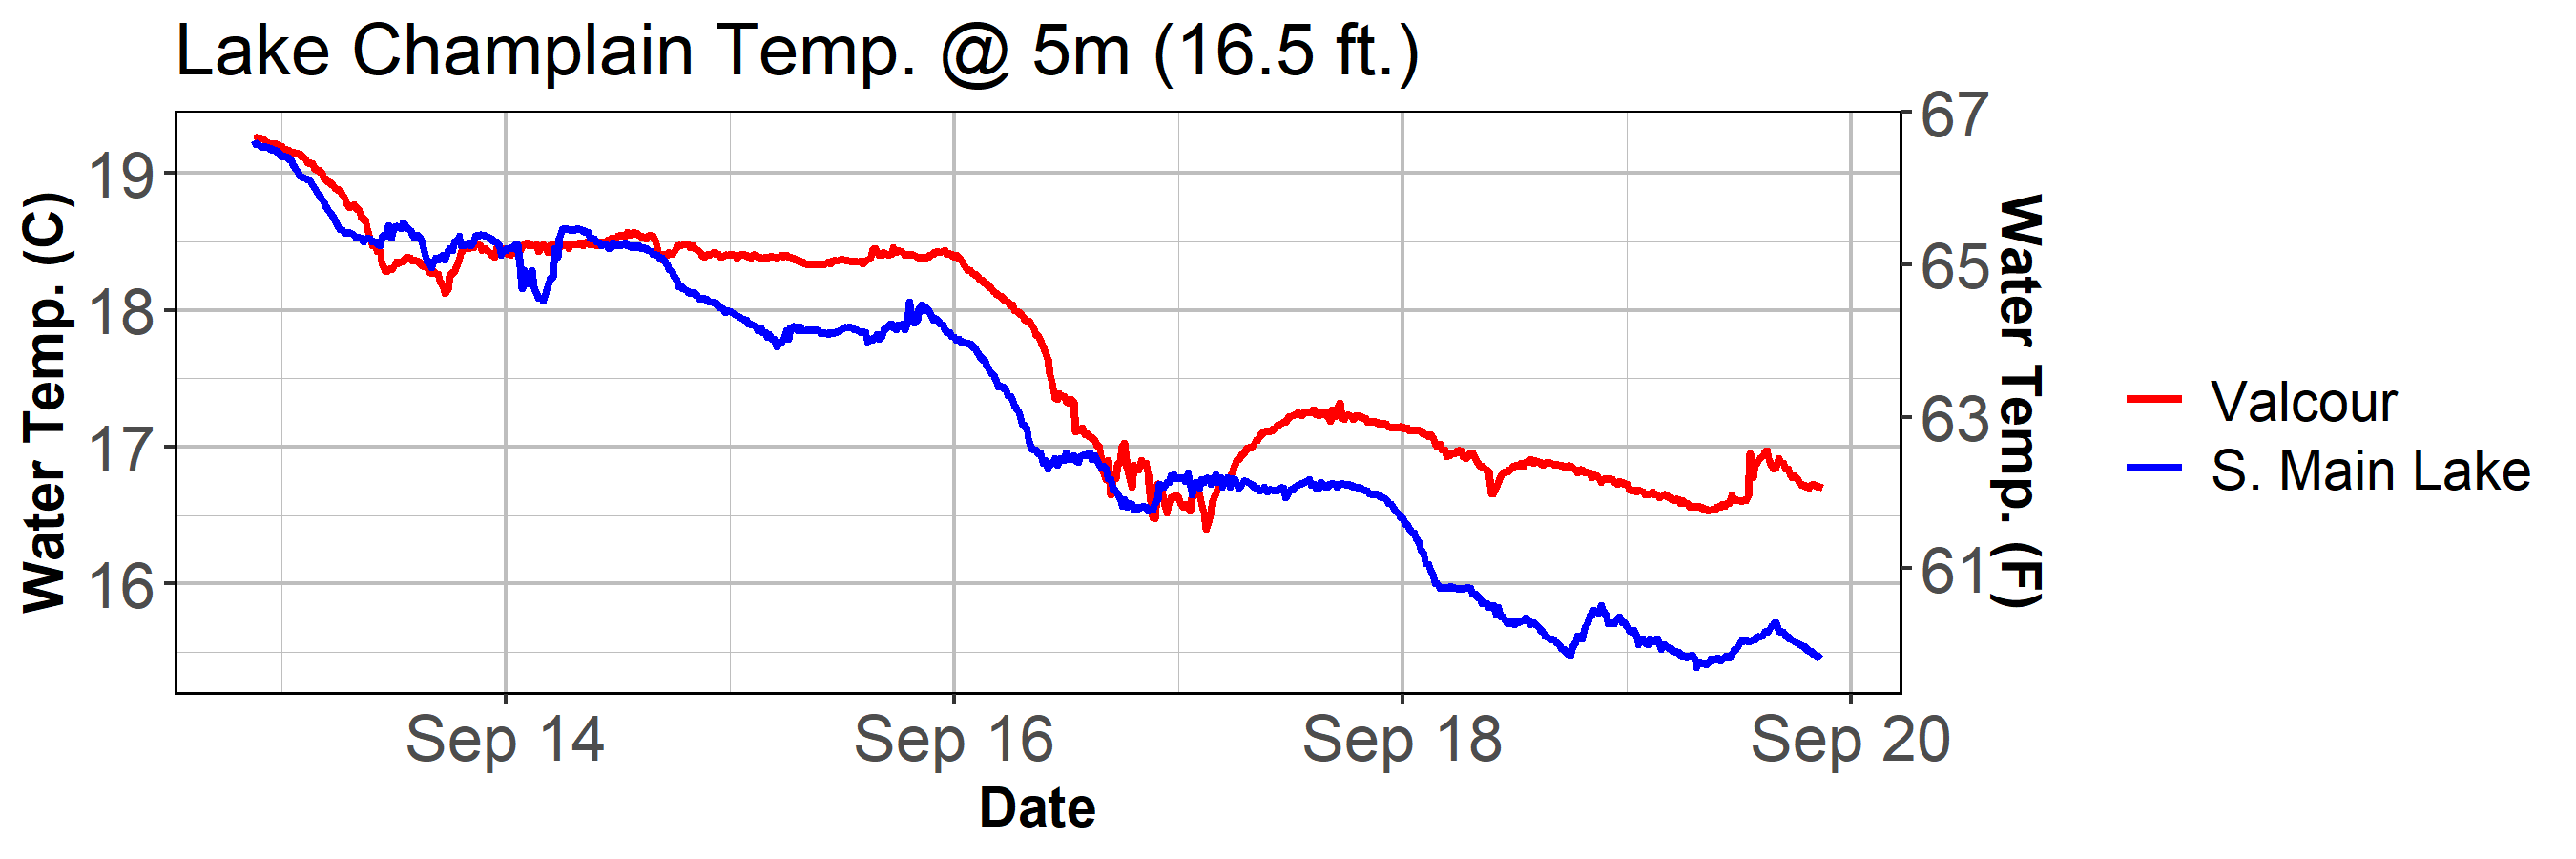 Lake Champlain Temp. @ 5m (16.5 ft.)
Water Temp. (C)
19
18
17
16
67
65
63
61
Water Temp. (F)
Sep 14
Sep 16
Sep 18
Sep 20
Date
Valcour
S. Main Lake